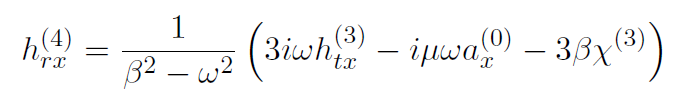 h_{rx}^{(4)} = \frac{1}{\beta^2 - \omega^2} \left( 3i\omega h_{tx}^{(3)} - i\mu\omega a_x^{(0)} - 3\beta\chi^{(3)} \right)